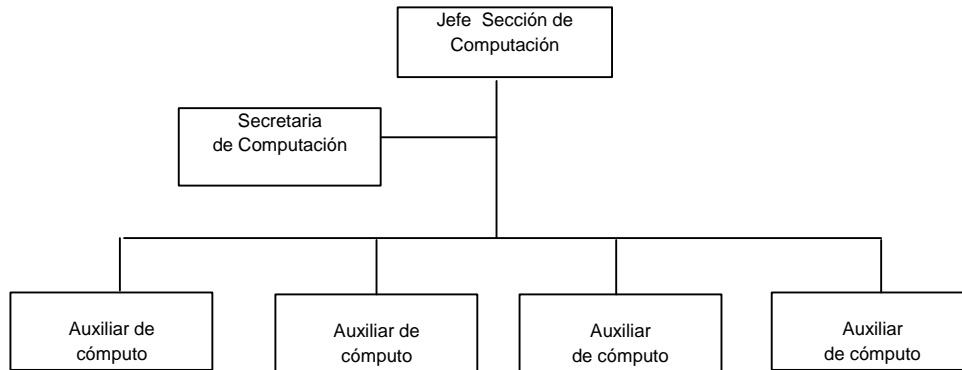 Jefe Sección de
Computación
Secretaria
de Computación
Auxiliar de
cómputo
Auxiliar de
cómputo
Auxiliar
de cómputo
Auxiliar
de cómputo